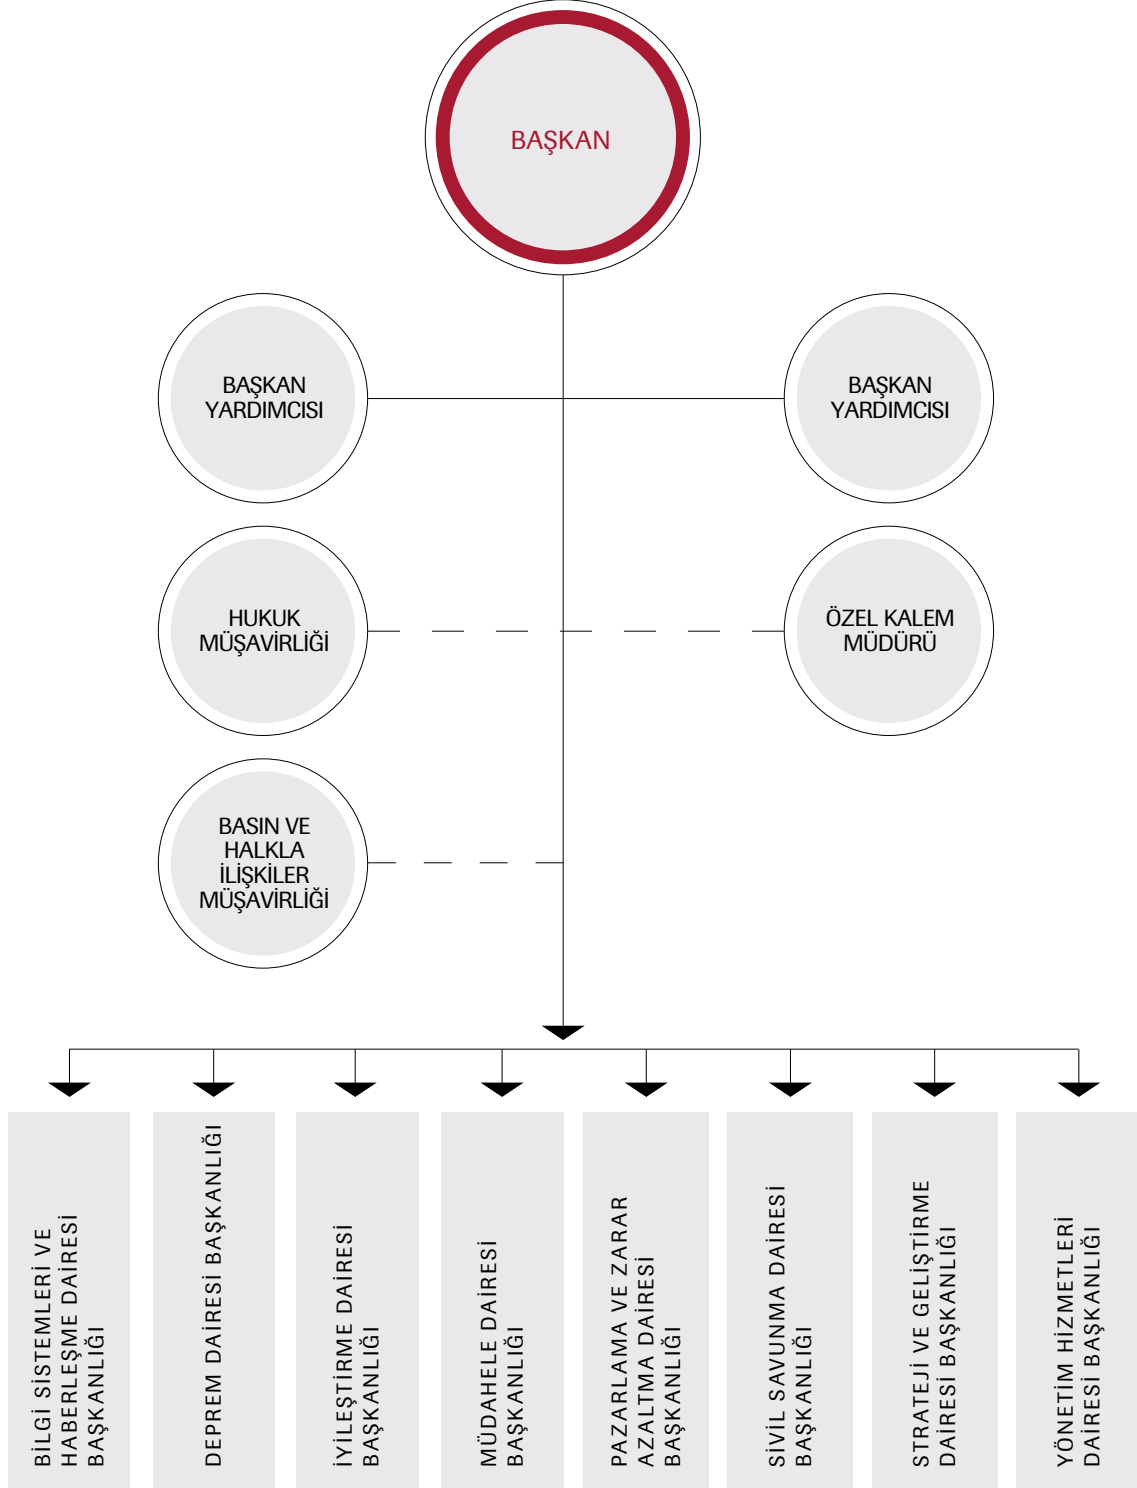 BAŞKAN
BAŞKAN
YARDIMCISI
BAŞKAN
YARDIMCISI
HUKUK
MÜŞAVİRLİĞİ
ÖZEL KALEM
MÜDÜRÜ
BASIN VE
HALKLA
İLİŞKİLER
MÜŞAVİRLİĞİ
BİLGİ SİSTEMLERİ VE
HABERLEŞME DAİRESİ
BAŞKANLIĞI
DEPREM DAİRESİ BAŞKANLIĞI
İYİLEŞTİRME DAİRESİ
BAŞKANLIĞI
MÜDAHELE DAİRESİ
BAŞKANLIĞI
PAZARLAMA VE ZARAR
AZALTMA DAİRESİ
BAŞKANLIĞI
SİVİL SAVUNMA DAİRESİ
BAŞKANLIĞI
STRATEJİ VE GELİŞTİRME
DAİRESİ BAŞKANLIĞI
YÖNETİM HİZMETLERİ
DAİRESİ BAŞKANLIĞI